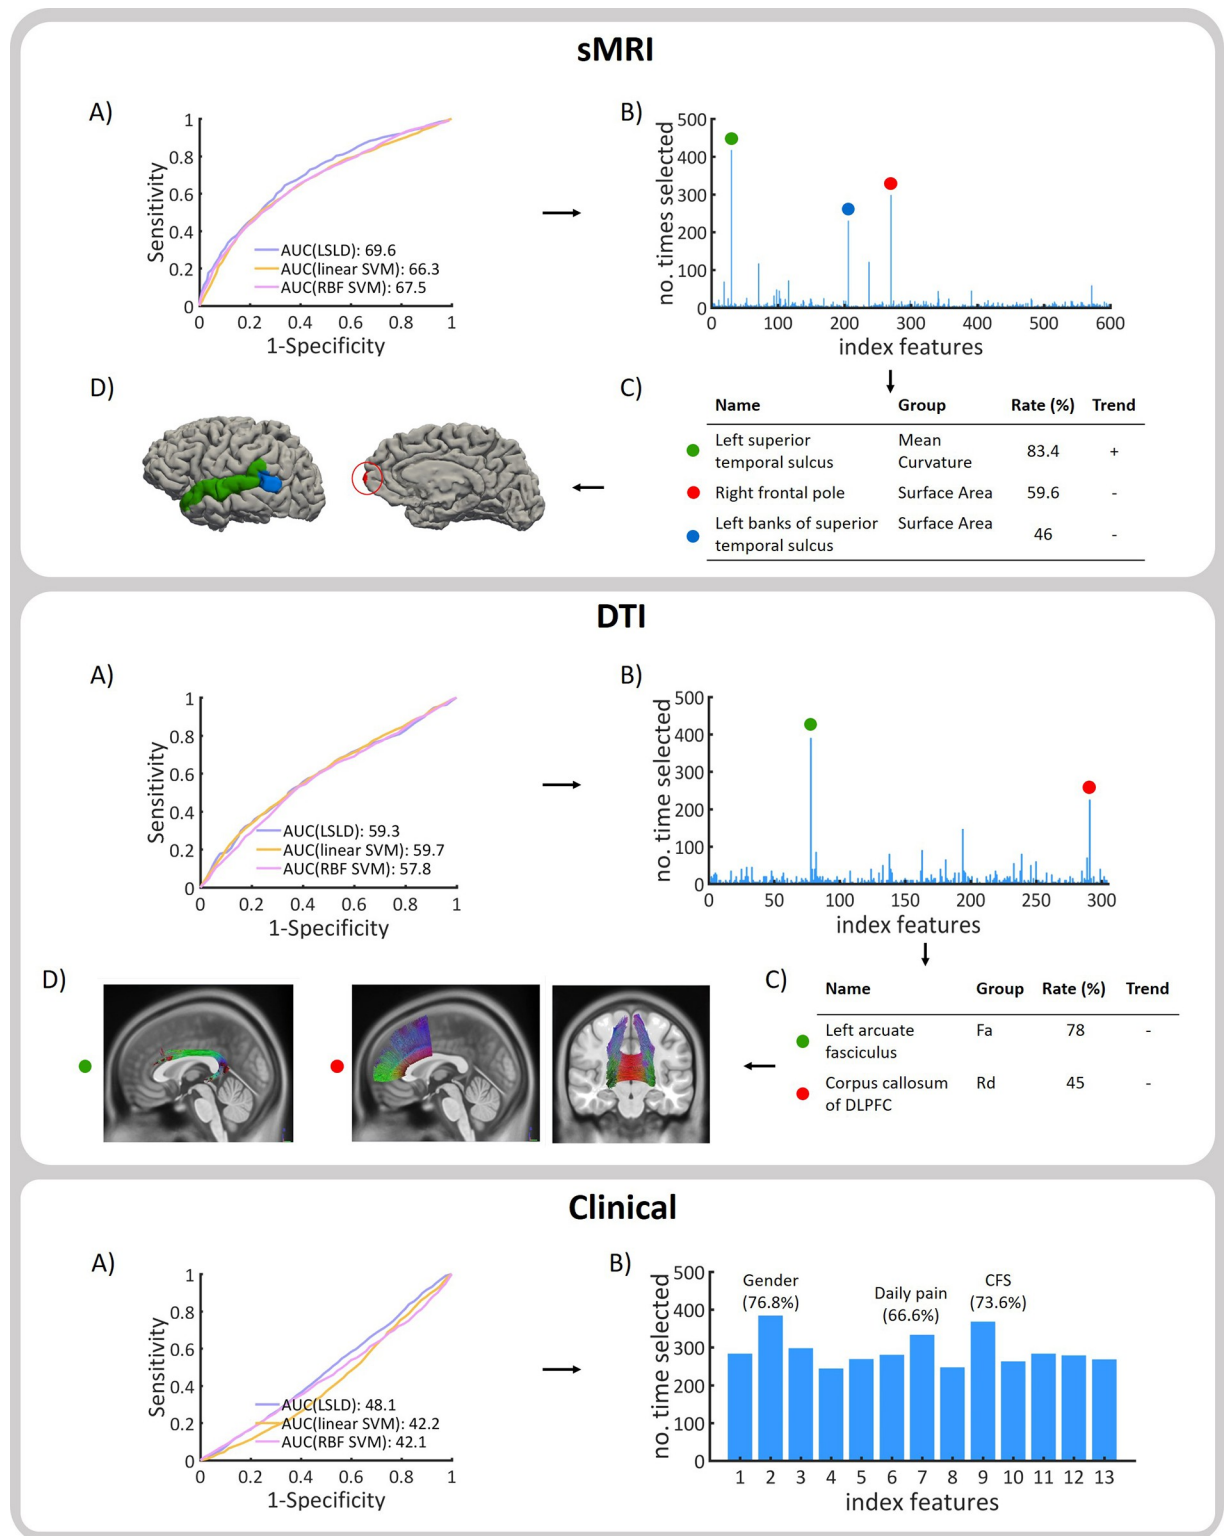 sMRI
A)
Sensitivity
1
0.8
0.6
0.4
0.2
0
AUC(LSLD): 69.6
AUC(linear SVM): 66.3
AUC(RBF SVM): 67.5
0 0.2 0.4 0.6 0.8 1
1-Specificity
B)
no. times selected
500
400
300
200
100
0
0 100 200 300 400 500 600
index features
D)
C)
Name Group Rate (%) Trend
Left superior temporal sulcus Mean Curvature 83.4 +
Right frontal pole Surface Area 59.6 -
Left banks of superior temporal sulcus Surface Area 46 -
DTI
A)
Sensitivity
1
0.8
0.6
0.4
0.2
0
AUC(LSLD): 59.3
AUC(linear SVM): 59.7
AUC(RBF SVM): 57.8
0 0.2 0.4 0.6 0.8 1
1-Specificity
B)
no. time selected
500
400
300
200
100
0
0 50 100 150 200 250 300
index features
D)
C)
Name Group Rate (%) Trend
Left arcuate fasciculus Fa 78 -
Corpus callosum of DLPFC Rd 45 -
Clinical
A)
Sensitivity
1
0.8
0.6
0.4
0.2
0
AUC(LSLD): 48.1
AUC(linear SVM): 42.2
AUC(RBF SVM): 42.1
0 0.2 0.4 0.6 0.8 1
1-Specificity
B)
no. time selected
500
400
300
200
100
0
Gender
(76.8%)
Daily pain
(66.6%)
CFS
(73.6%)
1 2 3 4 5 6 7 8 9 10 11 12 13
index features